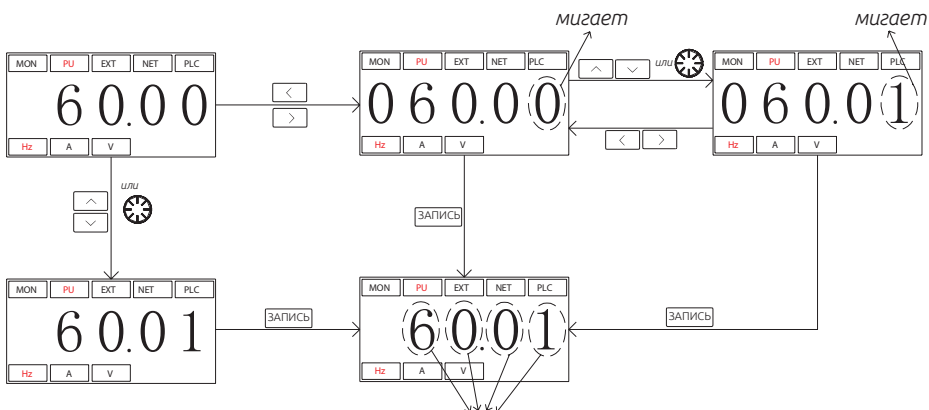 мигает мигает
MON PU EXT NET PLC
60.00
Hz A V
< >
MON PU EXT NET PLC
060.00
Hz A V
или
< >
MON PU EXT NET PLC
060.01
Hz A V
или
ЗАПИСЬ
MON PU EXT NET PLC
60.01
Hz A V
ЗАПИСЬ
MON PU EXT NET PLC
60.01
Hz A V
ЗАПИСЬ